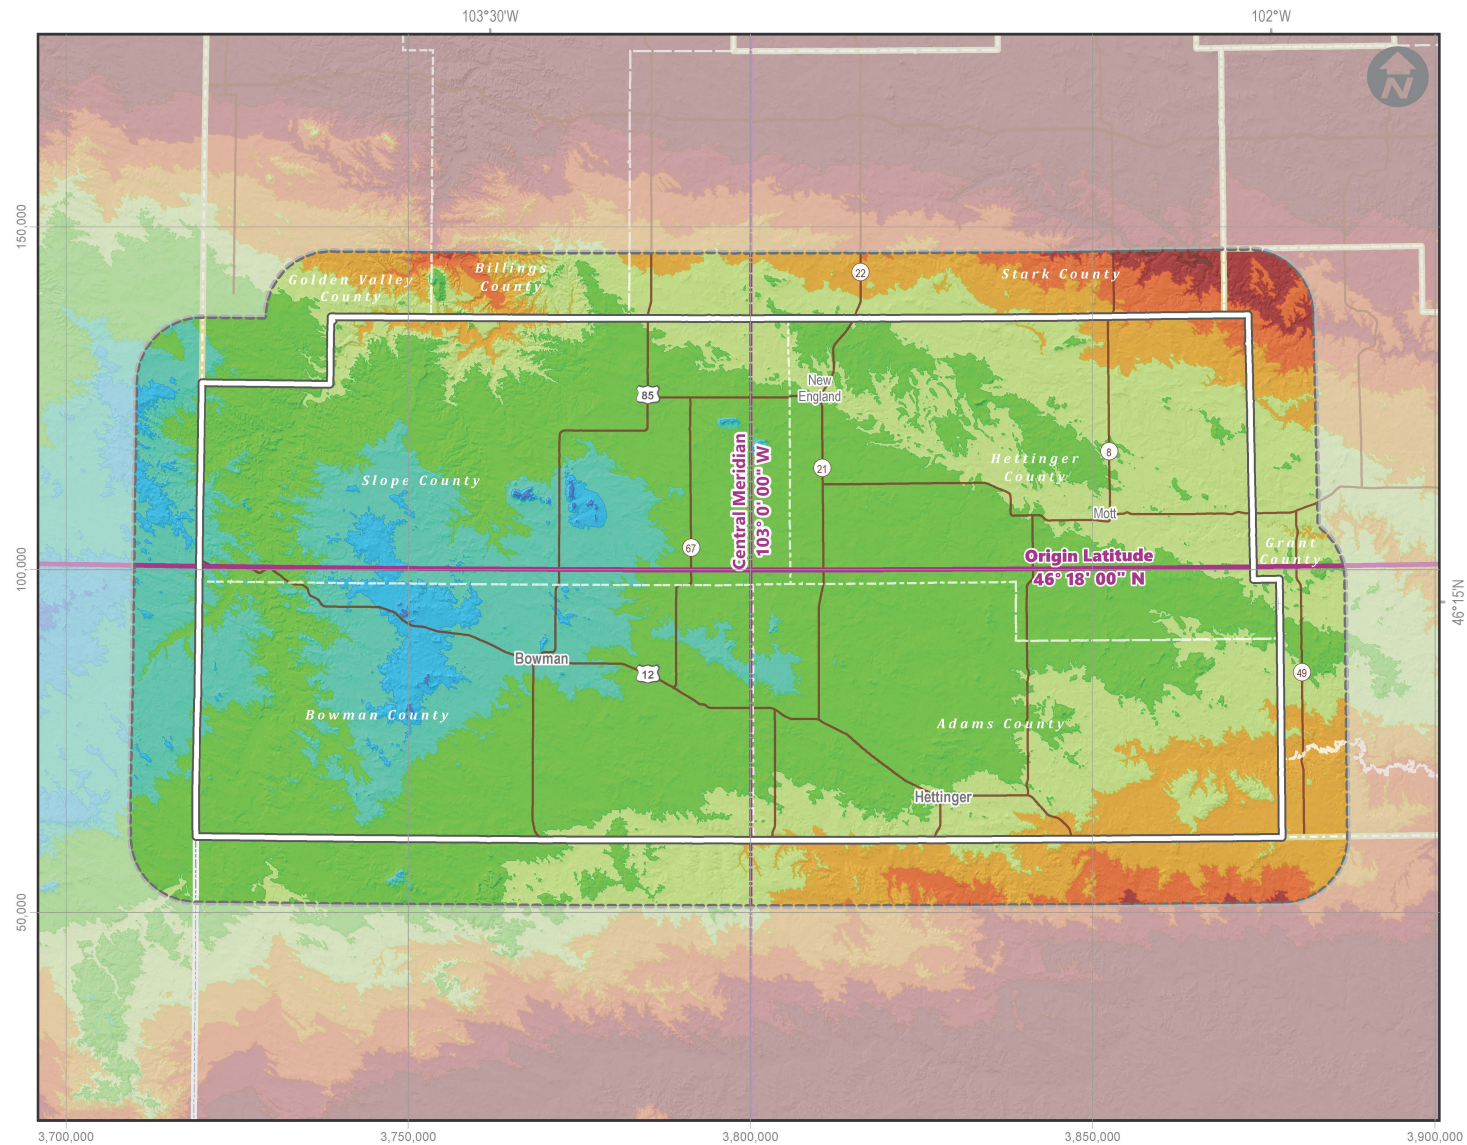 103°30'W
102°W
N
150,000
Golden Valley
County
Billings
County
22
Stark County
85
New
England
Slope County
Central Meridian
103° 0' 00" W
21
Hettinger
County
8
Mott
67
Grant
County
Origin Latitude
46° 18' 00" N
100,000
46°15'N
Bowman
12
49
Bowman County
Adams County
Hettinger
50,000
3,700,000
3,750,000
3,800,000
3,850,000
3,900,000